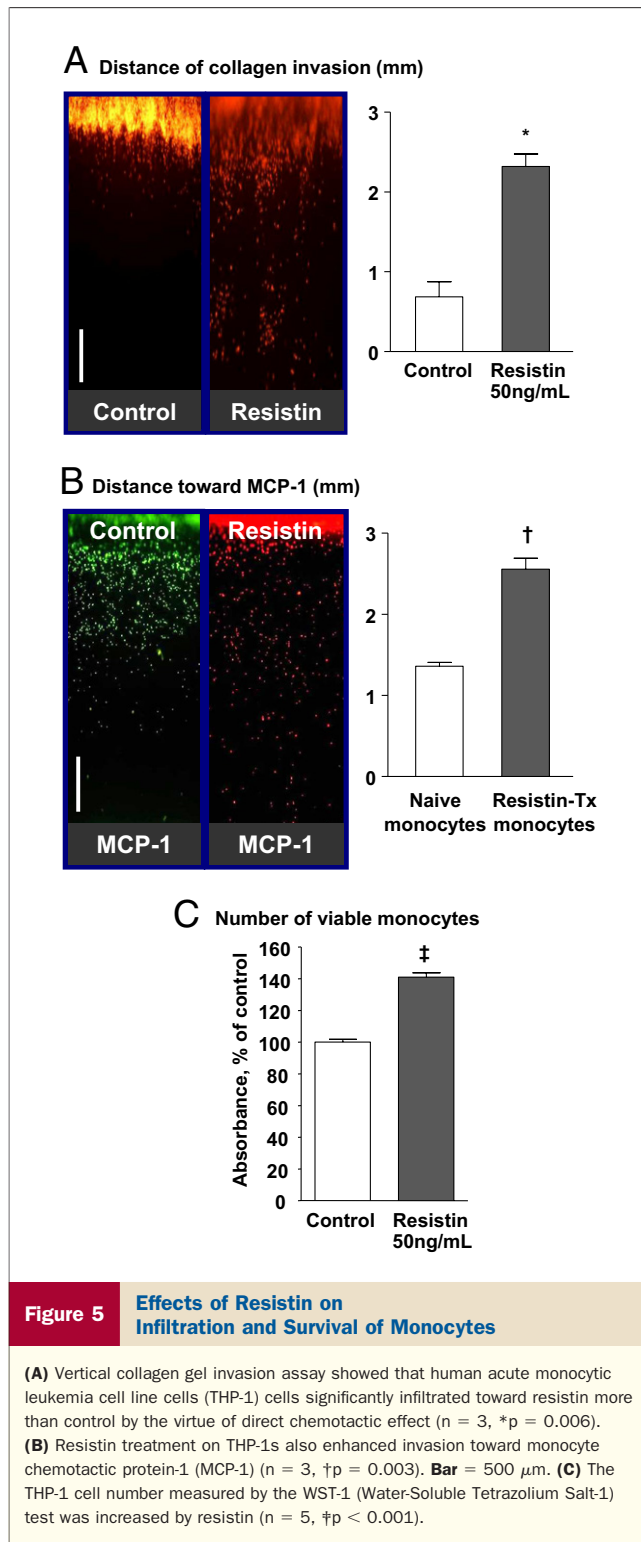 A Distance of collagen invasion (mm)
3
2
1
0
*
Control
Resistin
Control
Resistin
50ng/mL
B Distance toward MCP-1 (mm)
Control
Resistin
MCP-1
MCP-1
3
2
1
0
†
Naive
monocytes
Resistin-Tx
monocytes
C Number of viable monocytes
Absorbance, % of control
160
140
120
100
80
60
40
20
0
‡
Control
Resistin
50ng/mL
Figure 5
Effects of Resistin on
Infiltration and Survival of Monocytes
(A) Vertical collagen gel invasion assay showed that human acute monocytic
leukemia cell line cells (THP-1) cells significantly infiltrated toward resistin more
than control by the virtue of direct chemotactic effect (n = 3, *p = 0.006).
(B) Resistin treatment on THP-1s also enhanced invasion toward monocyte
chemotactic protein-1 (MCP-1) (n = 3, †p = 0.003). Bar = 500 μm. (C) The
THP-1 cell number measured by the WST-1 (Water-Soluble Tetrazolium Salt-1)
test was increased by resistin (n = 5, ‡p < 0.001).